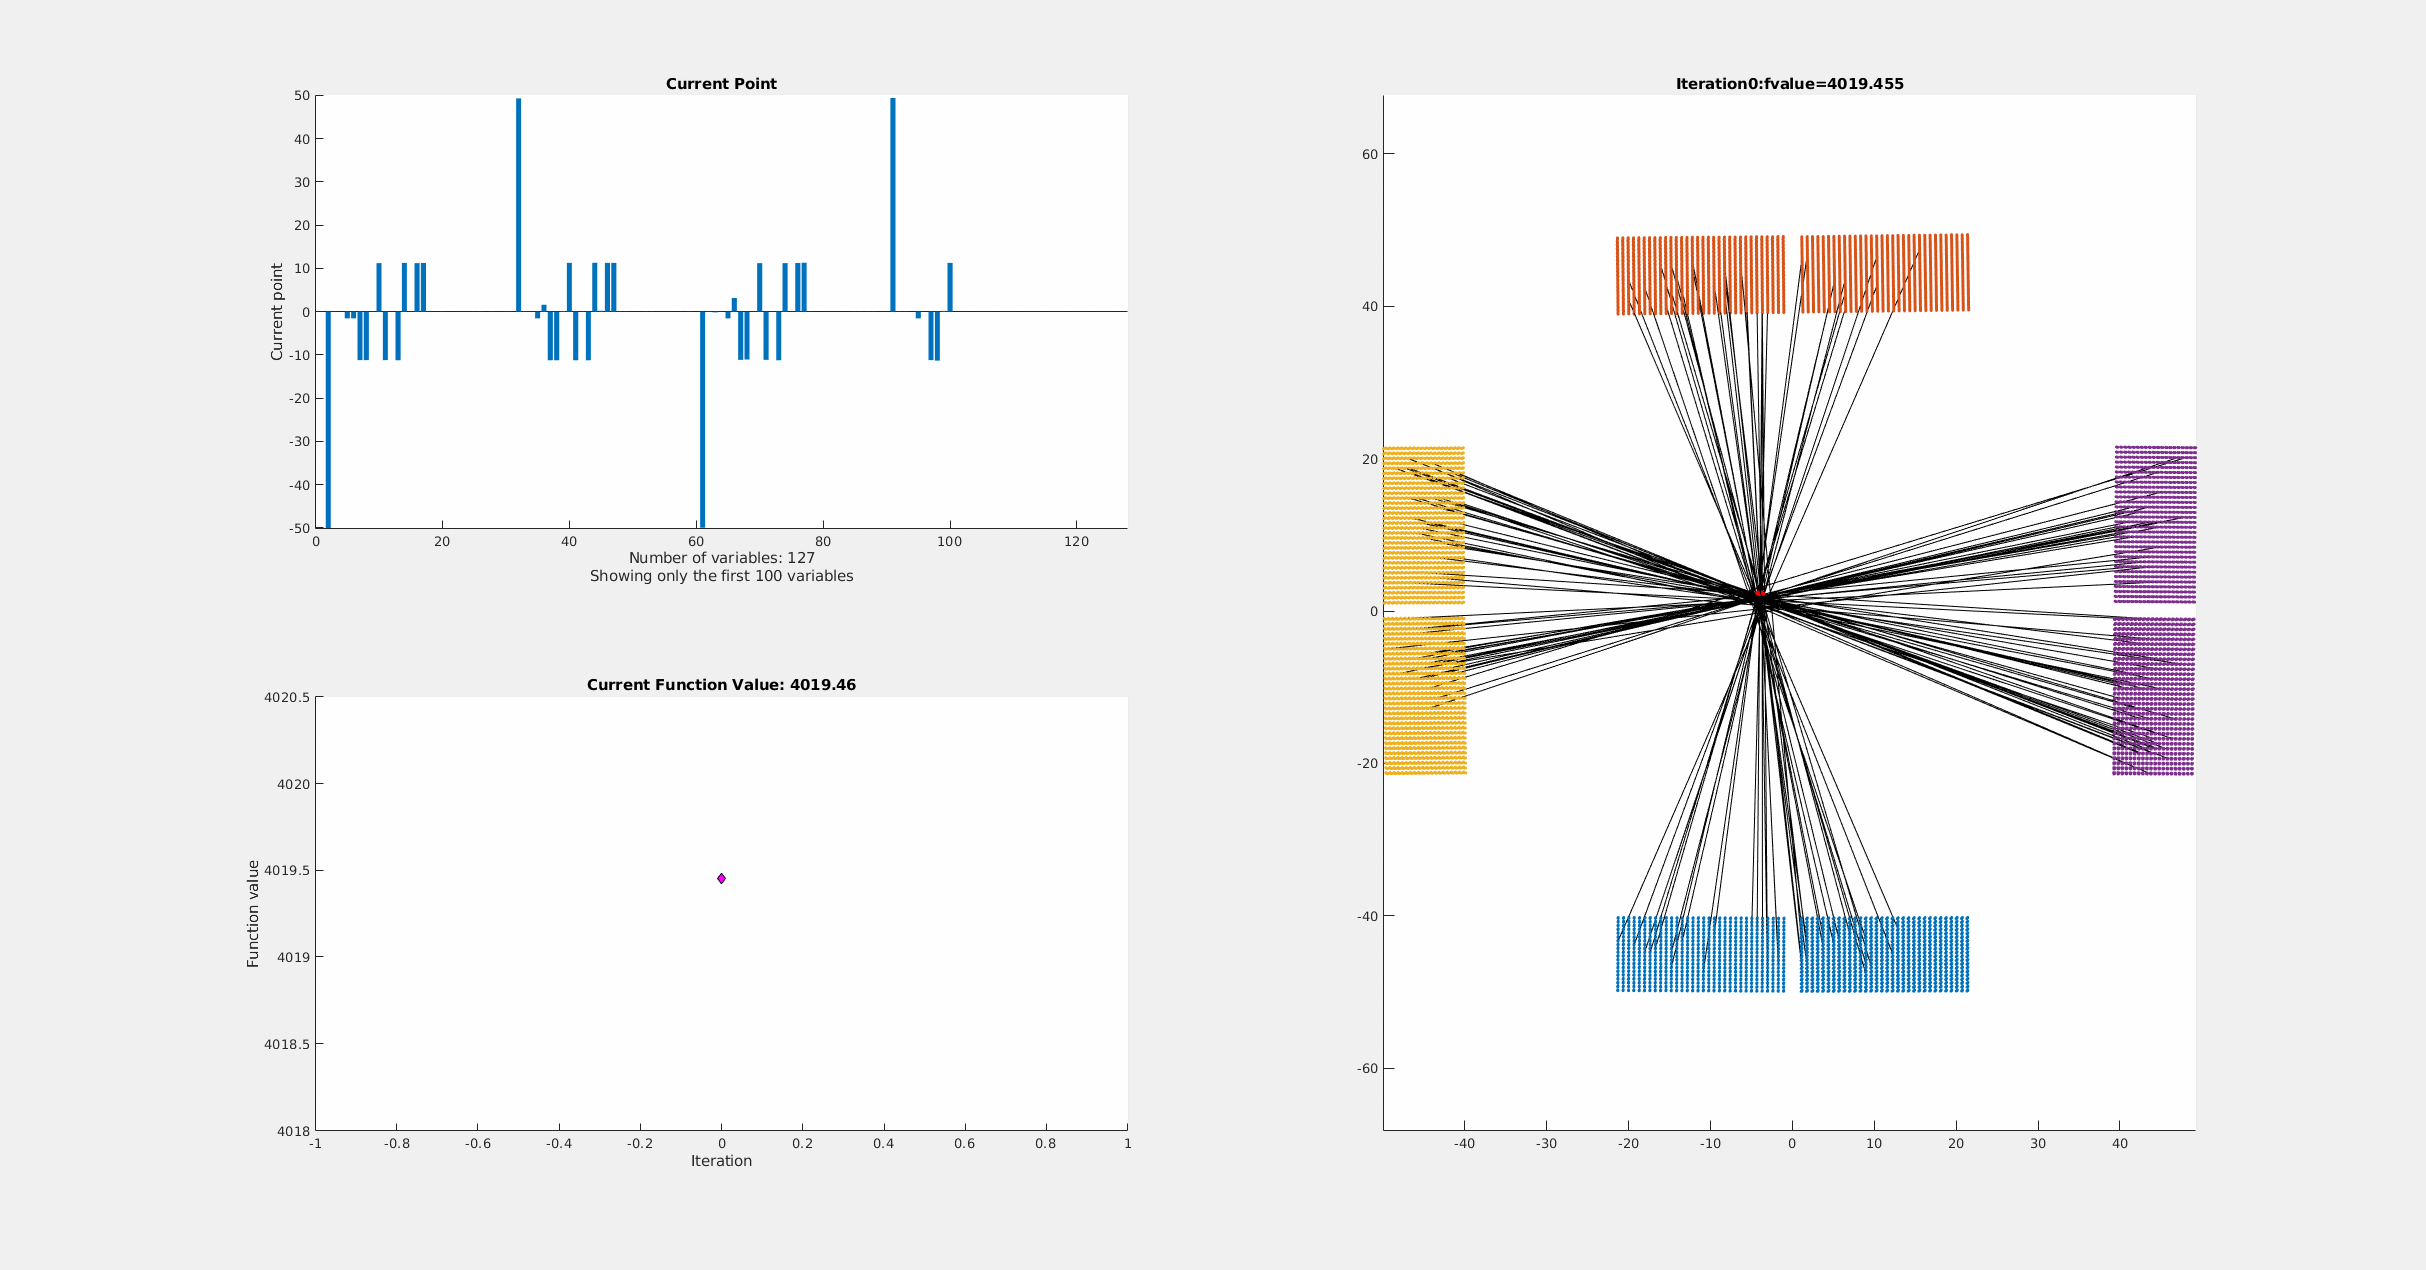 Current Point
50
40
30
20
10
0
-10
-20
-30
-40
-50
Current point
0 20 40 60 80 100 120
Number of variables: 127
Showing only the first 100 variables
Current Function Value: 4019.46
4020.5
4020
4019.5
4019
4018.5
4018
Function value
-1 -0.8 -0.6 -0.4 -0.2 0 0.2 0.4 0.6 0.8 1
Iteration
Iteration0:fvalue=4019.455
60
40
20
0
-20
-40
-60
-40 -30 -20 -10 0 10 20 30 40